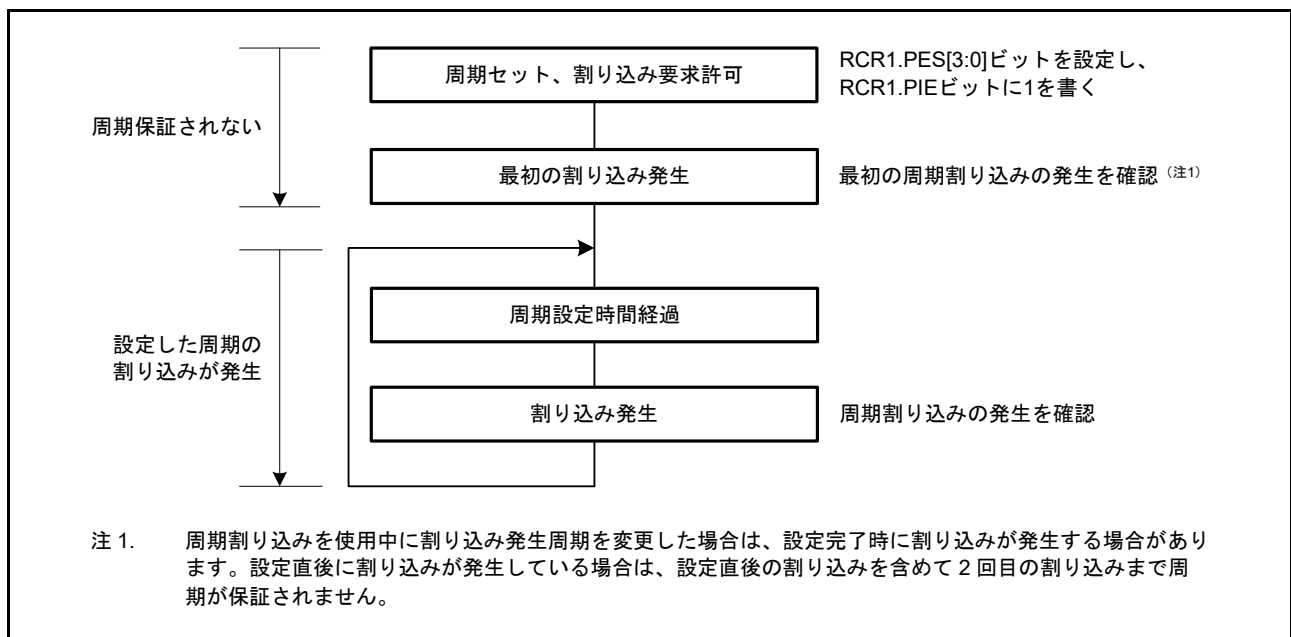 周期セット、割り込み要求許可
RCR1.PES[3:0]ビットを設定し、
RCR1.PIEビットに1を書く
周期保証されない
最初の割り込み発生
最初の周期割り込みの発生を確認（注1）
周期設定時間経過
設定した周期の
割り込みが発生
割り込み発生
周期割り込みの発生を確認
注 1. 周期割り込みを使用中に割り込み発生周期を変更した場合は、設定完了時に割り込みが発生する場合があり
ます。設定直後に割り込みが発生している場合は、設定直後の割り込みを含めて 2 回目の割り込みまで周
期が保証されません。